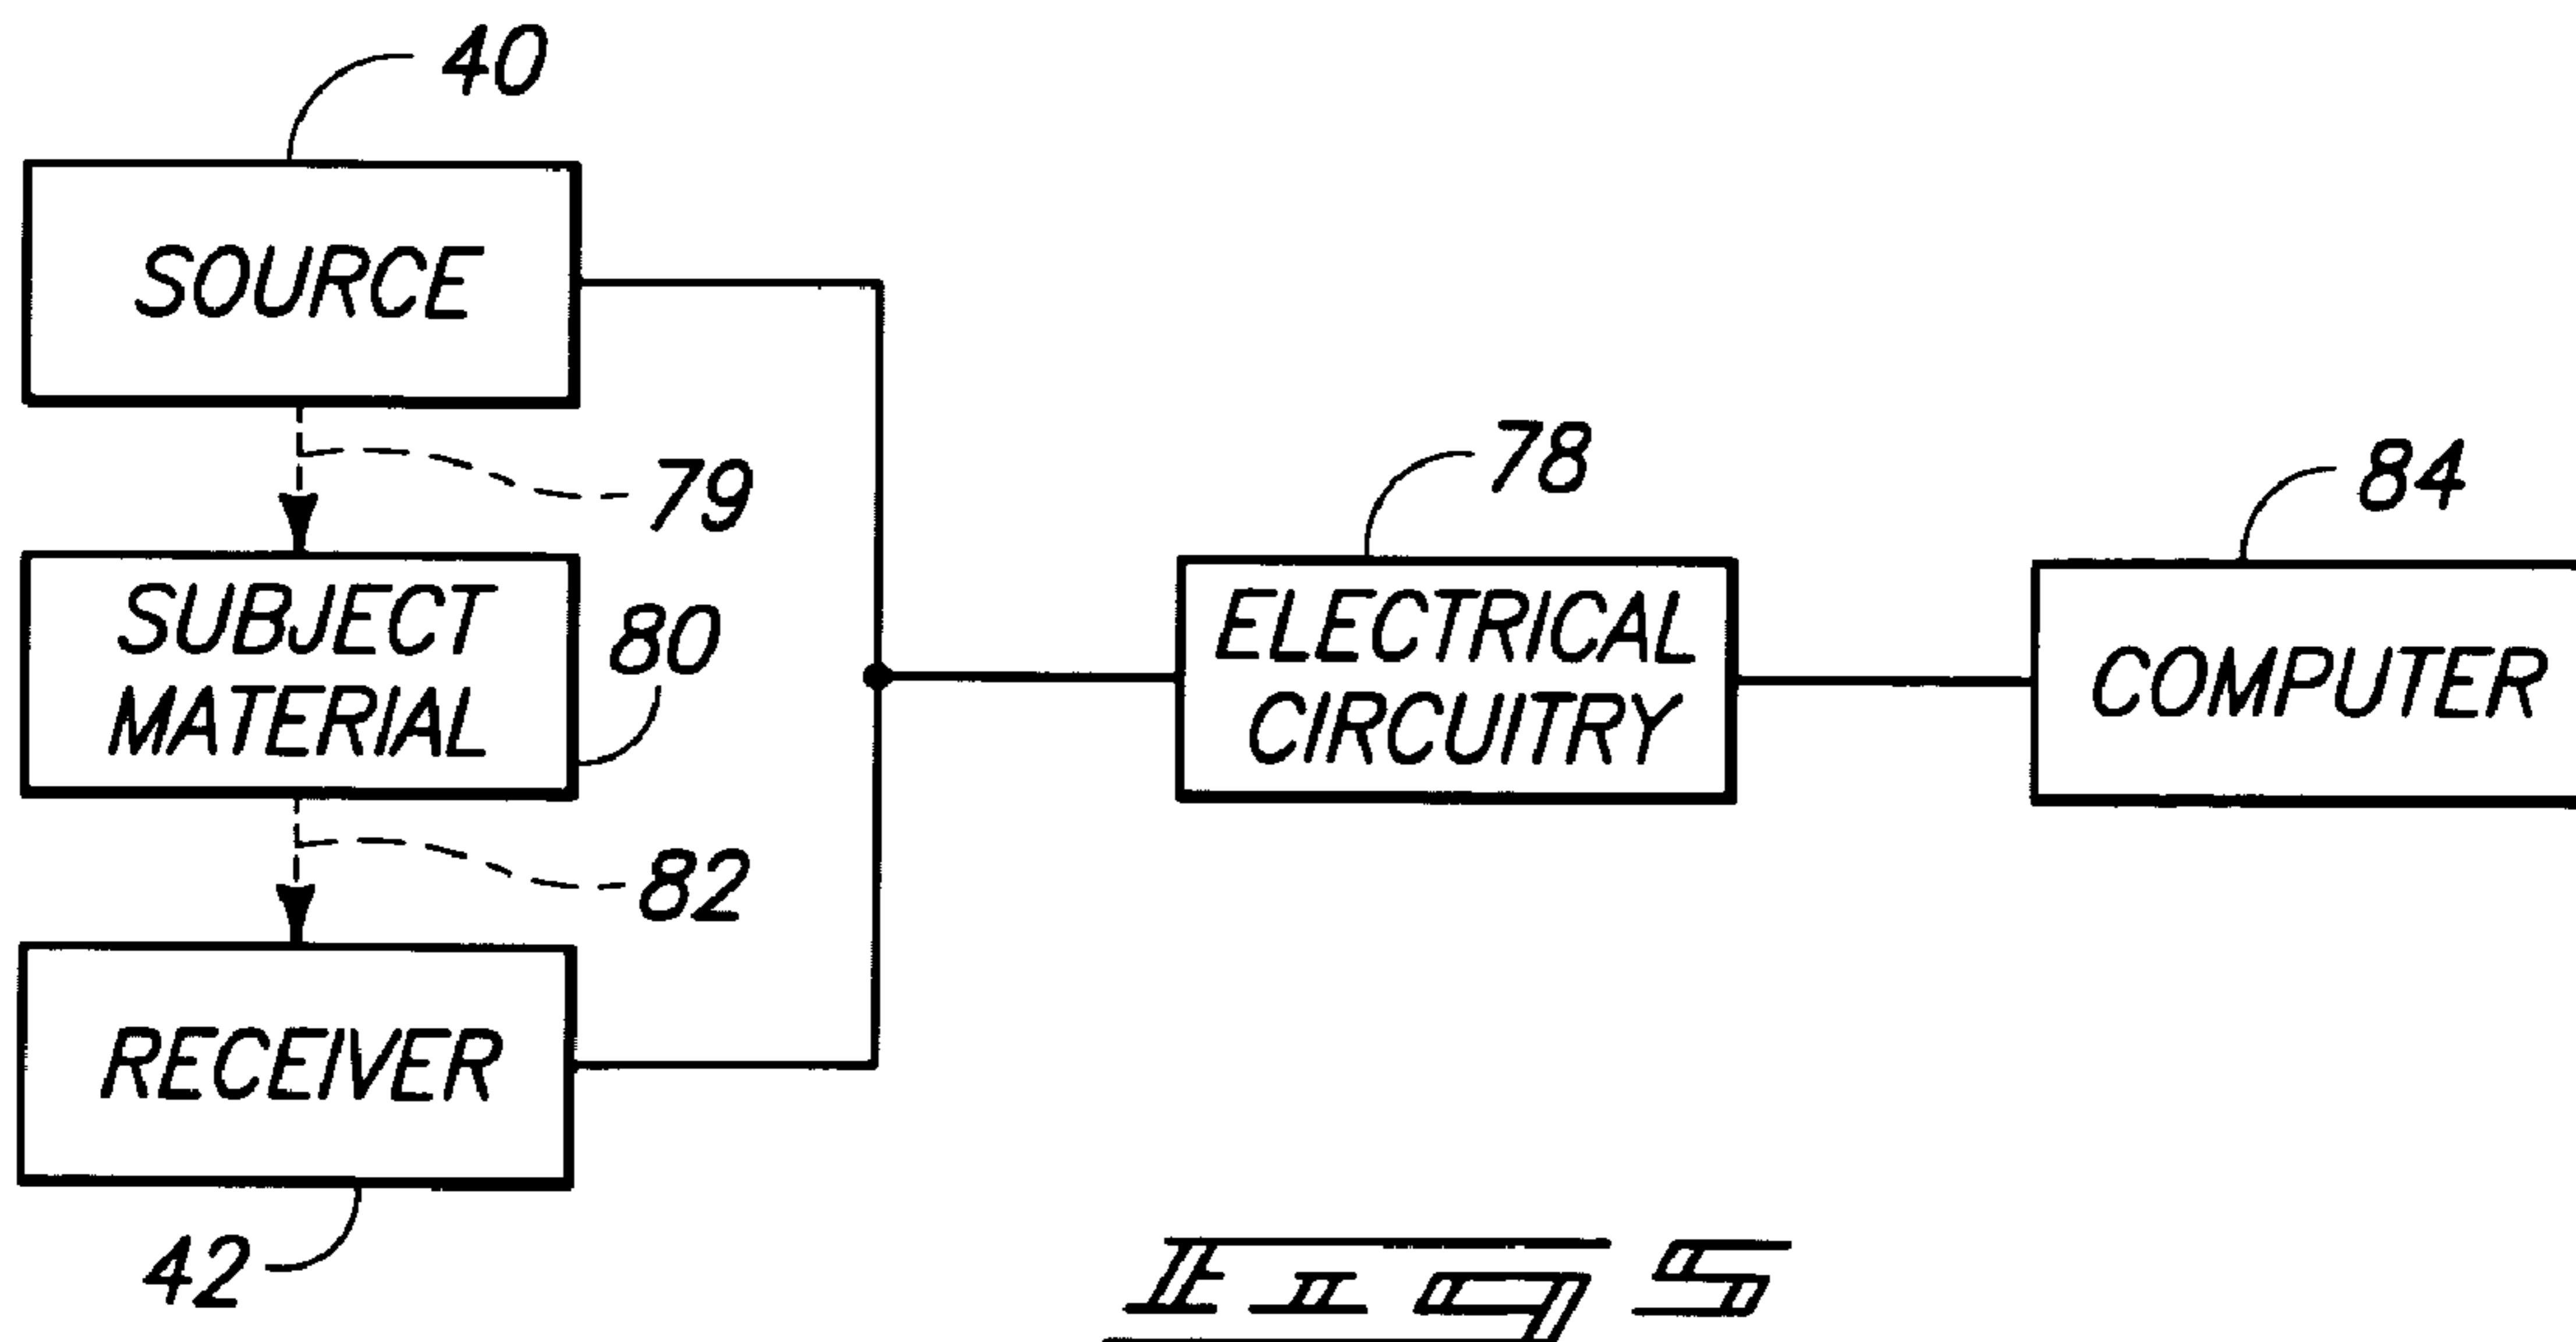 40
SOURCE
79
SUBJECT
MATERIAL
80
82
RECEIVER
42
78
ELECTRICAL
CIRCUITRY
84
COMPUTER
Fig 5